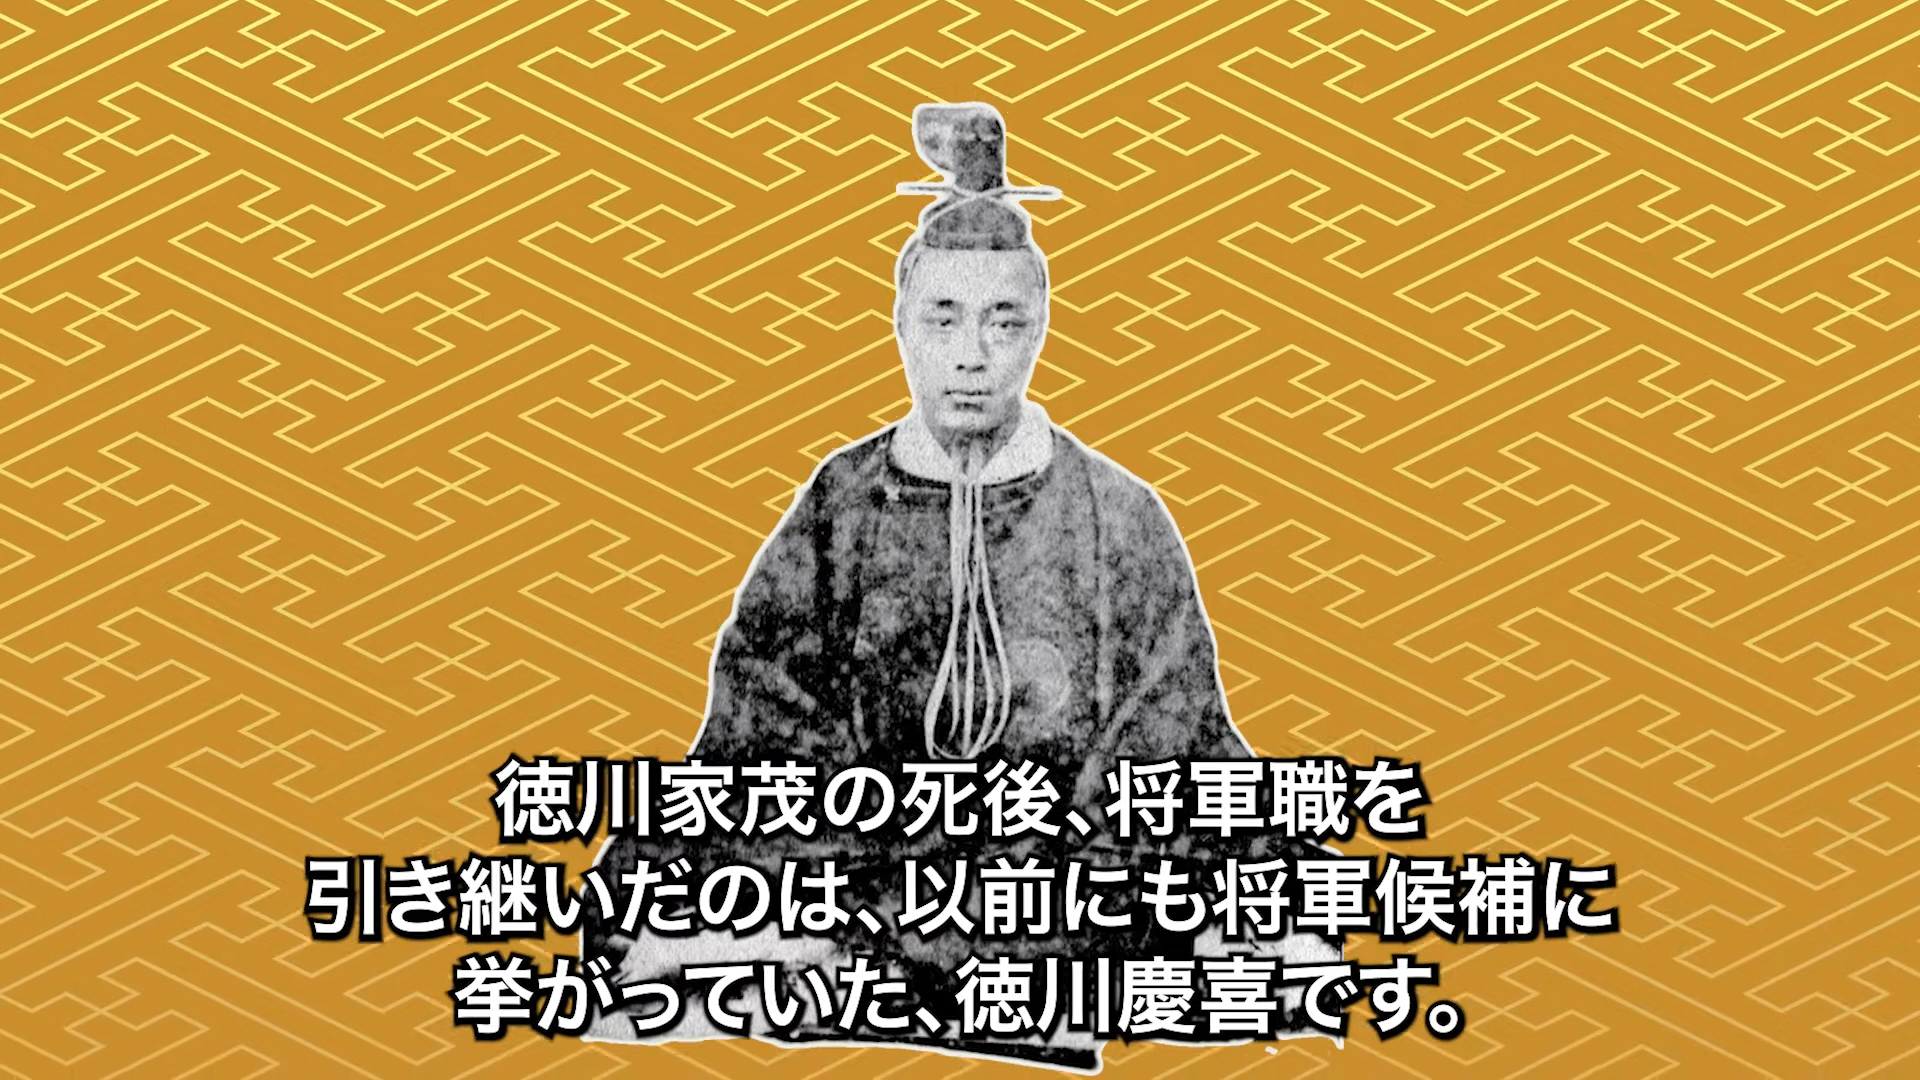 徳川家茂の死後、将軍職を
引き継いだのは、以前にも将軍候補に
挙がっていた、徳川慶喜です。